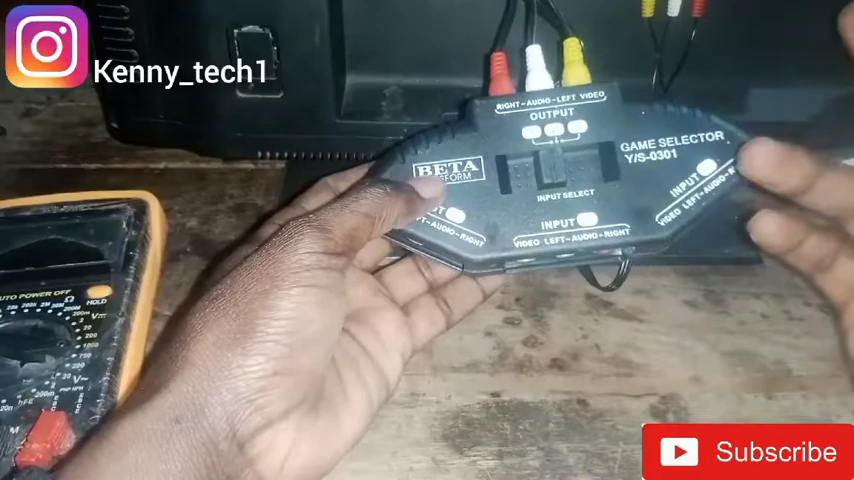 Kenny_tech1
RIGHT-AUDIO-LEFT VIDEO
OUTPUT
GAME SELECTOR
Y/S-0301
BETA
INPUT SELECT
INPUT
VIDEO LEFT-AUDIO-RIGHT
INPUT
VIDEO LEFT-AUDIO-
-AUDIO-RIGHT
AUTO POWER OFF
HOLD
hFE
Subscribe